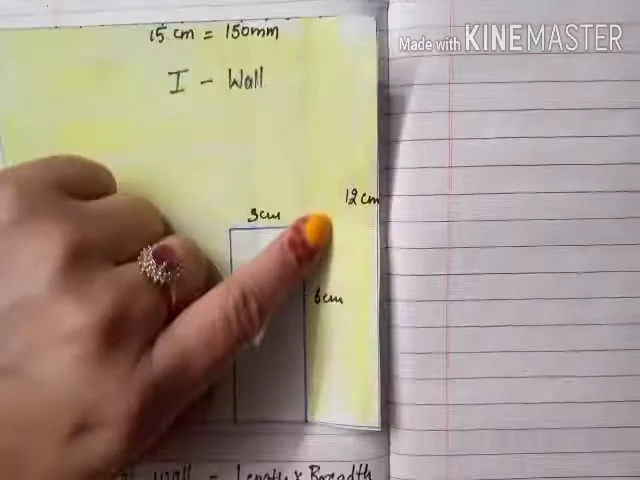 15 cm = 150mm
Made with KINEMASTER
I - Wall
12 cm
3cm
6cm
wall = Length x Breadth